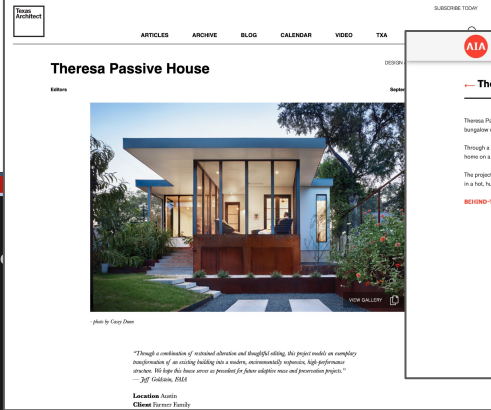 Texas
Architect
SUBSCRIBE TODAY
ARTICLES ARCHIVE BLOG CALENDAR VIDEO TXA
Theresa Passive House
DESIGN
Editors
Septem
- photo by Casey Dunn
VIEW GALLERY
"Through a combination of restrained alteration and thoughtful editing, this project models an exemplary
transformation of an existing building into a modern, environmentally responsive, high-performance
structure. We hope this house serves as precedent for future adaptive reuse and preservation projects."
— Jeff Goldstein, FAIA
Location Austin
Client Farmer Family
AIA
← The
Theresa Pa
bungalow
Through a
home on a
The project
in a hot, hu
BEHIND-T